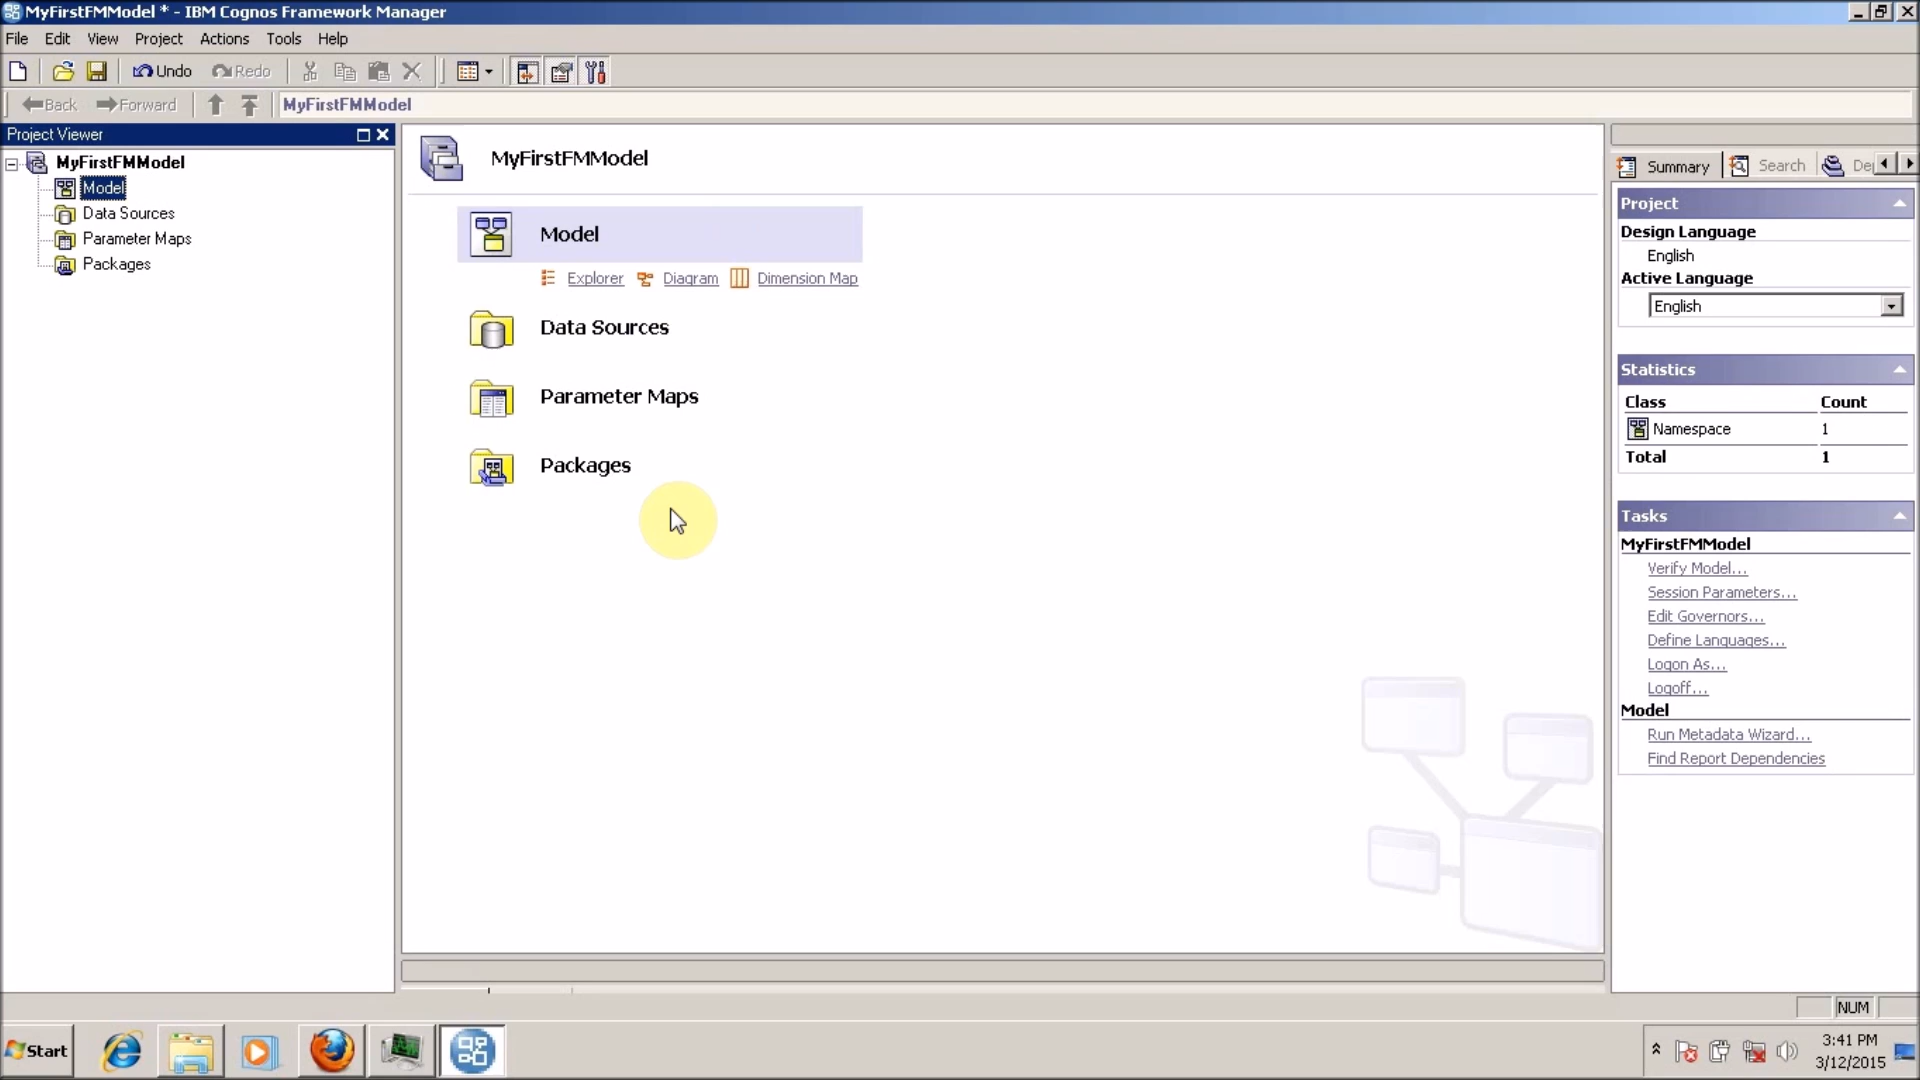 MyFirstFMModel * - IBM Cognos Framework Manager
File Edit View Project Actions Tools Help
Undo Redo
Back Forward MyFirstFMModel
Project Viewer
MyFirstFMModel
Model
Data Sources
Parameter Maps
Packages
MyFirstFMModel
Model
Explorer Diagram Dimension Map
Data Sources
Parameter Maps
Packages
Summary Search
Project
Design Language
English
Active Language
English
Statistics
Class Count
Namespace 1
Total 1
Tasks
MyFirstFMModel
Verify Model...
Session Parameters...
Edit Governors...
Define Languages...
Logon As...
Logoff...
Model
Run Metadata Wizard...
Find Report Dependencies
NUM
Start
3:41 PM
3/12/2015